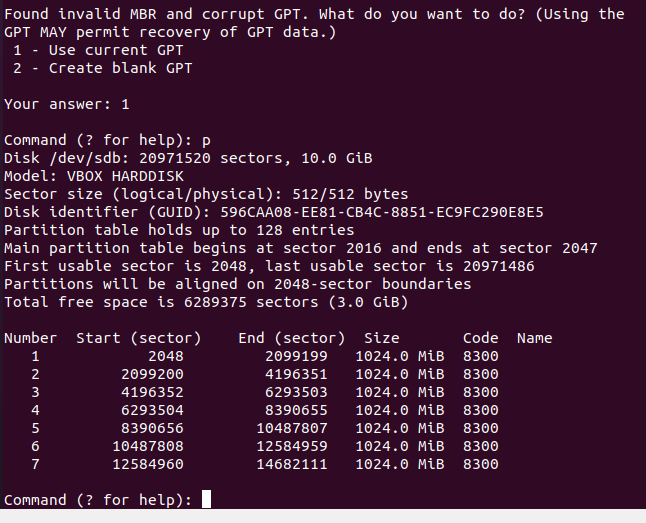 Found invalid MBR and corrupt GPT. What do you want to do? (Using the
GPT MAY permit recovery of GPT data.)
 1 - Use current GPT
 2 - Create blank GPT

Your answer: 1

Command (? for help): p
Disk /dev/sdb: 20971520 sectors, 10.0 GiB
Model: VBOX HARDDISK
Sector size (logical/physical): 512/512 bytes
Disk identifier (GUID): 596CAA08-EE81-CB4C-8851-EC9FC290E8E5
Partition table holds up to 128 entries
Main partition table begins at sector 2016 and ends at sector 2047
First usable sector is 2048, last usable sector is 20971486
Partitions will be aligned on 2048-sector boundaries
Total free space is 6289375 sectors (3.0 GiB)

Number  Start (sector)    End (sector)  Size       Code  Name
   1            2048         2099199   1024.0 MiB  8300
   2         2099200         4196351   1024.0 MiB  8300
   3         4196352         6293503   1024.0 MiB  8300
   4         6293504         8390655   1024.0 MiB  8300
   5         8390656        10487807   1024.0 MiB  8300
   6        10487808        12584959   1024.0 MiB  8300
   7        12584960        14682111   1024.0 MiB  8300

Command (? for help):